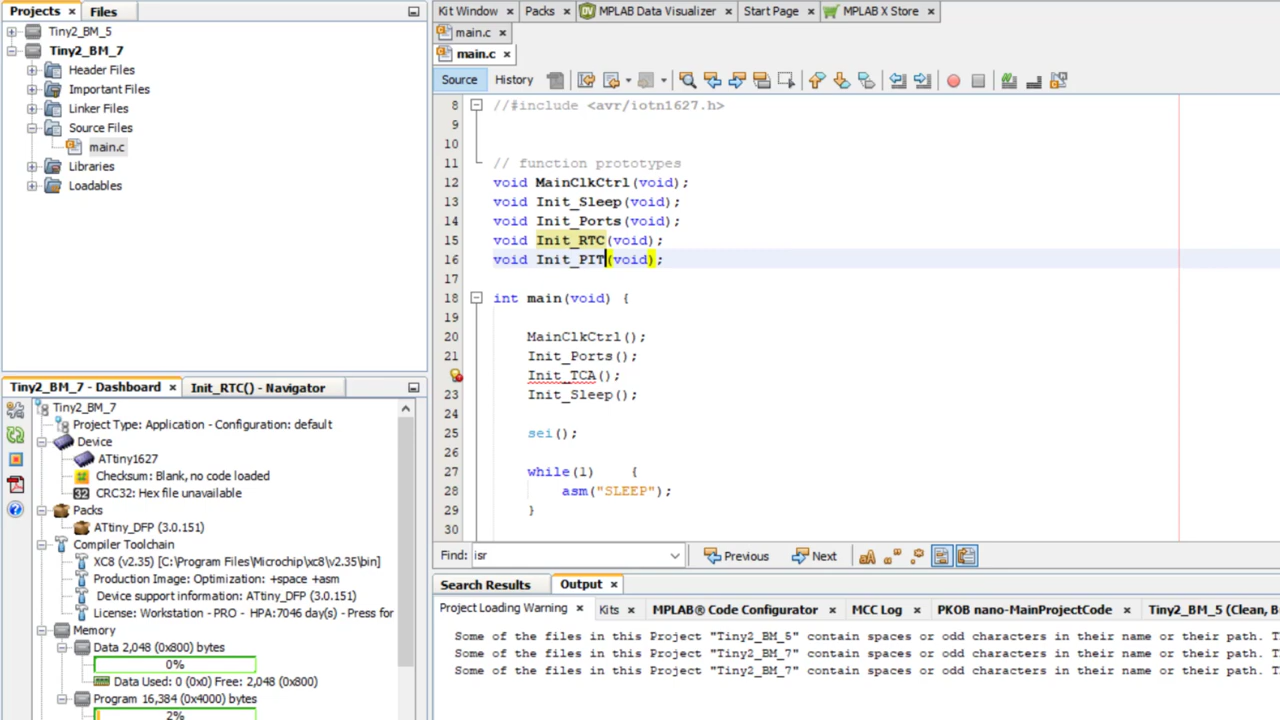 Projects × Files
Tiny2_BM_5
Tiny2_BM_7
Header Files
Important Files
Linker Files
Source Files
main.c
Libraries
Loadables
Tiny2_BM_7 - Dashboard × Init_RTC() - Navigator
Tiny2_BM_7
Project Type: Application - Configuration: default
Device
ATtiny1627
Checksum: Blank, no code loaded
CRC32: Hex file unavailable
Packs
ATtiny_DFP (3.0.151)
Compiler Toolchain
XC8 (v2.35) [C:\Program Files\Microchip\xc8\v2.35\bin]
Production Image: Optimization: +space +asm
Device support information: ATtiny_DFP (3.0.151)
License: Workstation - PRO - HPA:7046 day(s) - Press for
Memory
Data 2,048 (0x800) bytes
0%
Data Used: 0 (0x0) Free: 2,048 (0x800)
Program 16,384 (0x4000) bytes
2%
Kit Window × Packs × MPLAB Data Visualizer × Start Page × MPLAB X Store ×
main.c ×
main.c ×
Source History
8 //#include <avr/iotn1627.h>
9
10
11 // function prototypes
12 void MainClkCtrl(void);
13 void Init_Sleep(void);
14 void Init_Ports(void);
15 void Init_RTC(void);
16 void Init_PIT(void);
17
18 int main(void) {
19
20 MainClkCtrl();
21 Init_Ports();
Init_TCA();
23 Init_Sleep();
24
25 sei();
26
27 while(1) {
28 asm("SLEEP");
29 }
30
Find: isr Previous Next
Search Results Output ×
Project Loading Warning × Kits × MPLAB® Code Configurator × MCC Log × PKOB nano-MainProjectCode × Tiny2_BM_5 (Clean, B
Some of the files in this Project "Tiny2_BM_5" contain spaces or odd characters in their name or their path. T
Some of the files in this Project "Tiny2_BM_7" contain spaces or odd characters in their name or their path. T
Some of the files in this Project "Tiny2_BM_7" contain spaces or odd characters in their name or their path. T